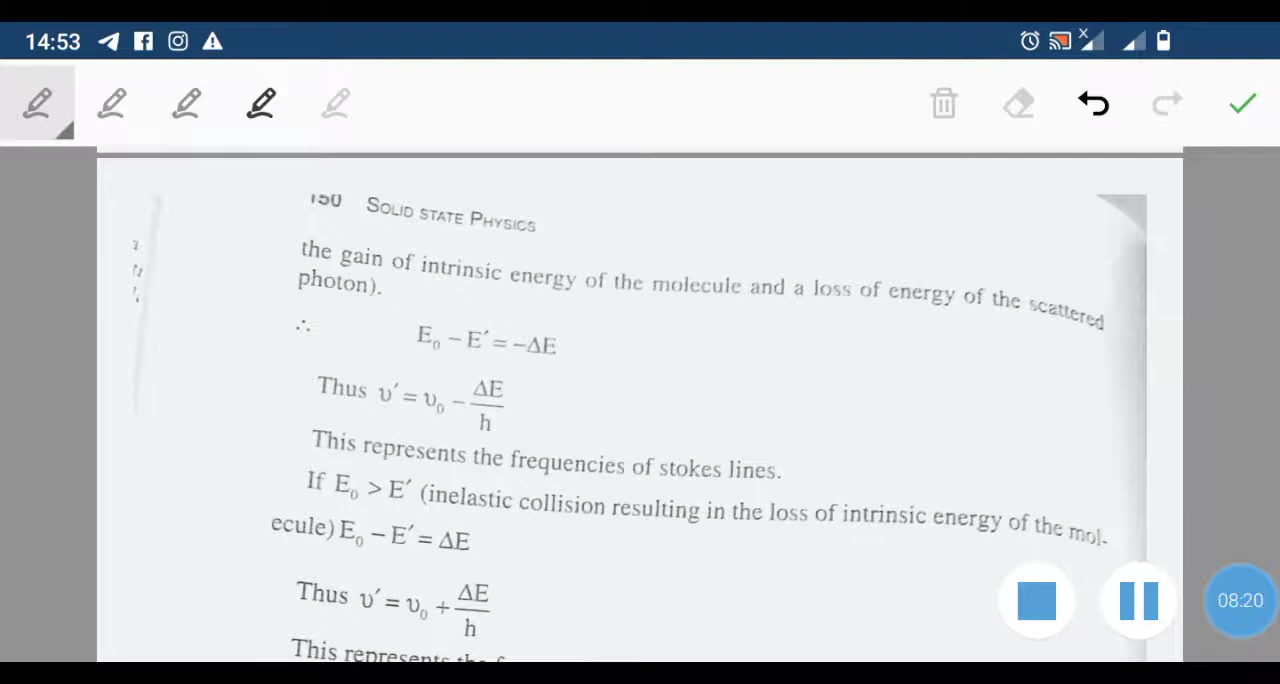 14:53
150 SOLID STATE PHYSICS
the gain of intrinsic energy of the molecule and a loss of energy of the scattered
photon).
∴ E₀ − E′ = −ΔE
Thus υ′ = υ₀ − ΔE/h
This represents the frequencies of stokes lines.
If E₀ > E′ (inelastic collision resulting in the loss of intrinsic energy of the mol-
ecule) E₀ − E′ = ΔE
Thus υ′ = υ₀ + ΔE/h
This represents the
08:20